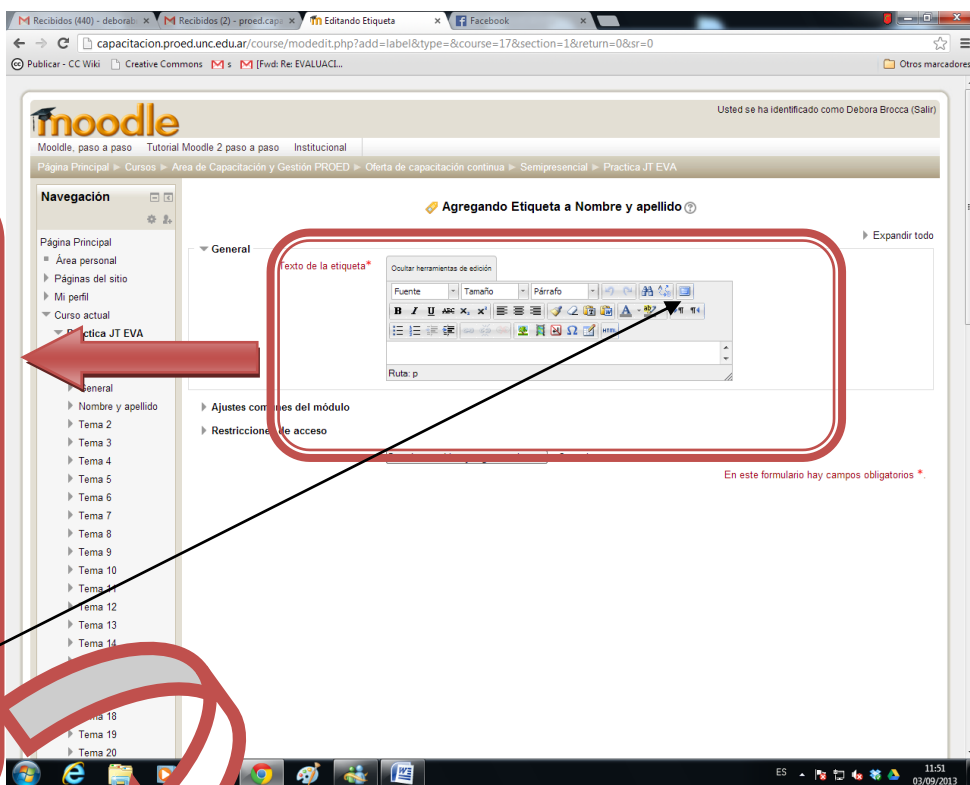 Recibidos (440) - deborab
Recibidos (2) - proed.capa
Editando Etiqueta
Facebook
capacitacion.proed.unc.edu.ar/course/modedit.php?add=label&type=&course=17&section=1&return=0&sr=0
Publicar - CC Wiki
Creative Commons
s
[Fwd: Re: EVALUACI...
Otros marcadores
moodle
Usted se ha identificado como Debora Brocca (Salir)
Mooldle, paso a paso
Tutorial Moodle 2 paso a paso
Institucional
Página Principal ► Cursos ► Area de Capacitación y Gestión PROED ► Oferta de capacitación continua ► Semipresencial ► Practica JT EVA
Navegación
Agregando Etiqueta a Nombre y apellido
Expandir todo
Página Principal
Área personal
Páginas del sitio
Mi perfil
Curso actual
JT EVA
General
Nombre y apellido
Tema 2
Tema 3
Tema 4
Tema 5
Tema 6
Tema 7
Tema 8
Tema 9
Tema 10
Tema 11
Tema 12
Tema 13
Tema 14
18
Tema 19
Tema 20
General
Texto de la etiqueta*
Ocultar herramientas de edición
Fuente
Tamaño
Párrafo
B I U ABC X₂ X²
A
Ω
HTML
Ruta: p
Ajustes comunes del módulo
Restricciones de acceso
En este formulario hay campos obligatorios *.
ES
11:51
03/09/2013